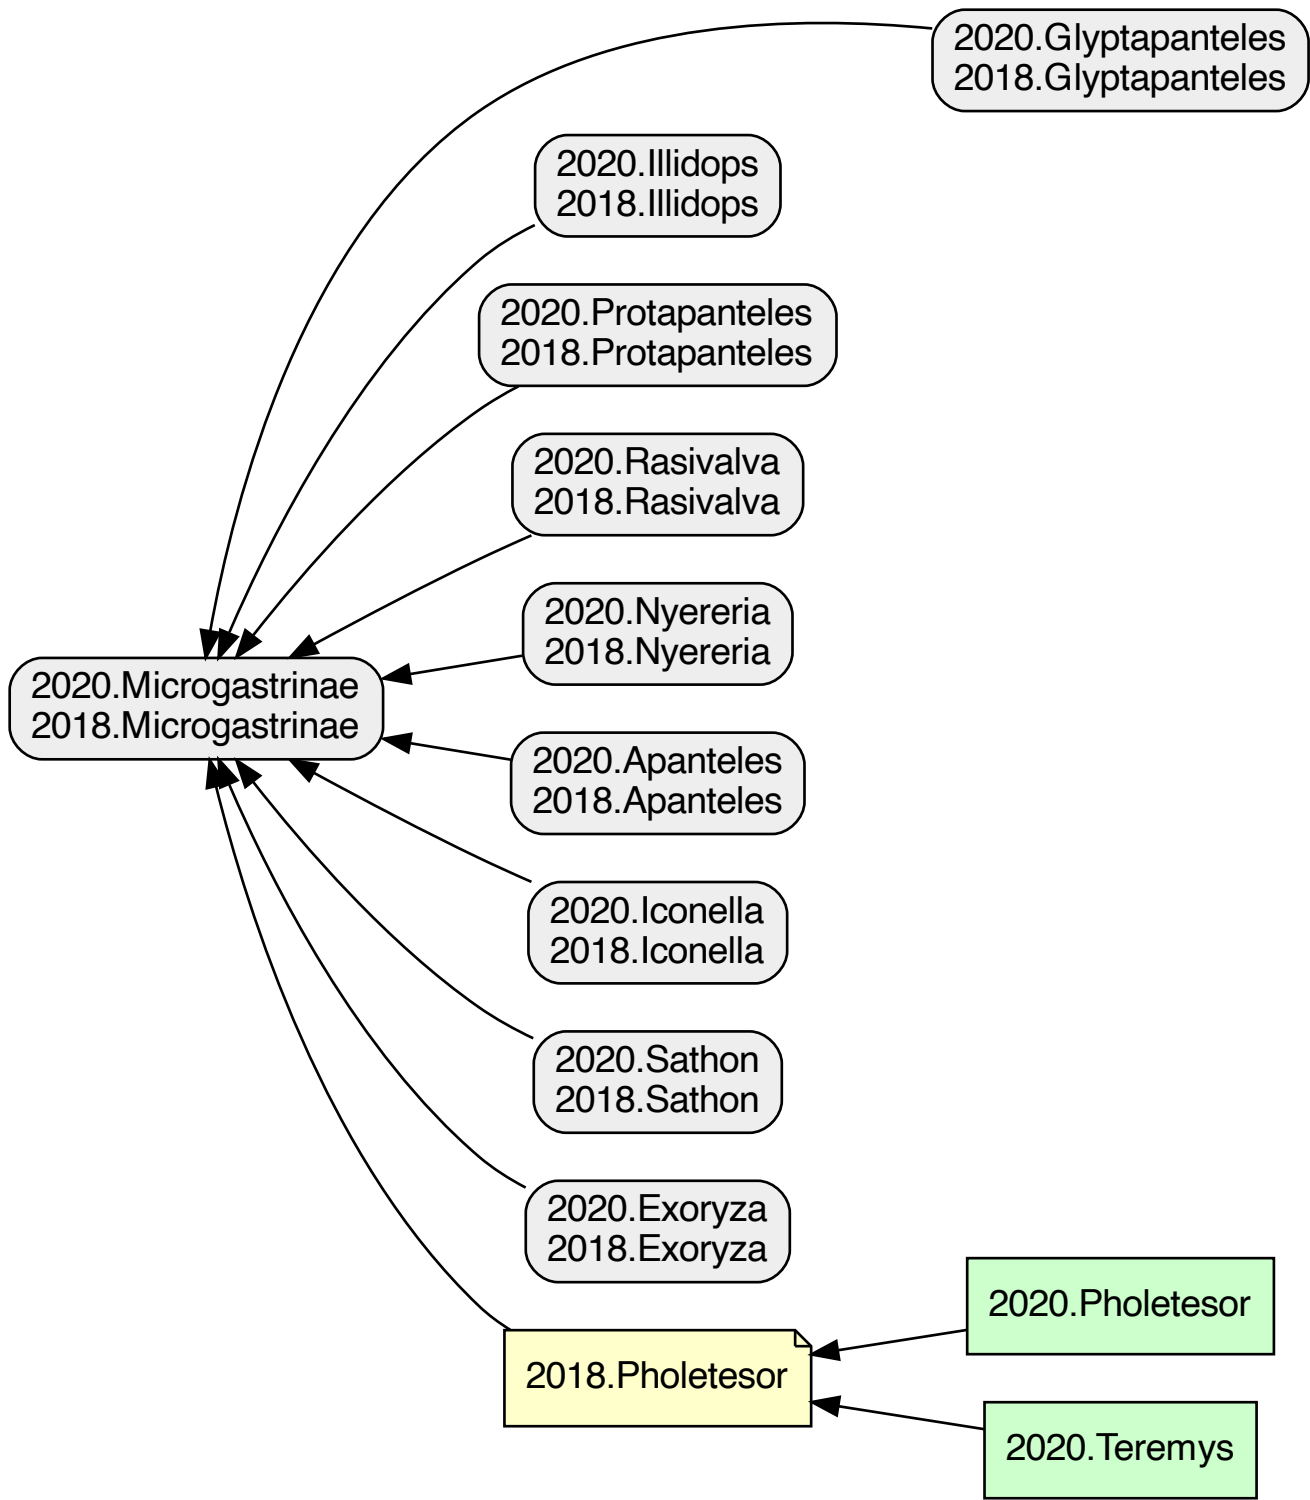 2020.Glyptapanteles
2018.Glyptapanteles
2020.Illidops
2018.Illidops
2020.Protapanteles
2018.Protapanteles
2020.Rasivalva
2018.Rasivalva
2020.Nyereria
2018.Nyereria
2020.Microgastrinae
2018.Microgastrinae
2020.Apanteles
2018.Apanteles
2020.Iconella
2018.Iconella
2020.Sathon
2018.Sathon
2020.Exoryza
2018.Exoryza
2020.Pholetesor
2018.Pholetesor
2020.Teremys